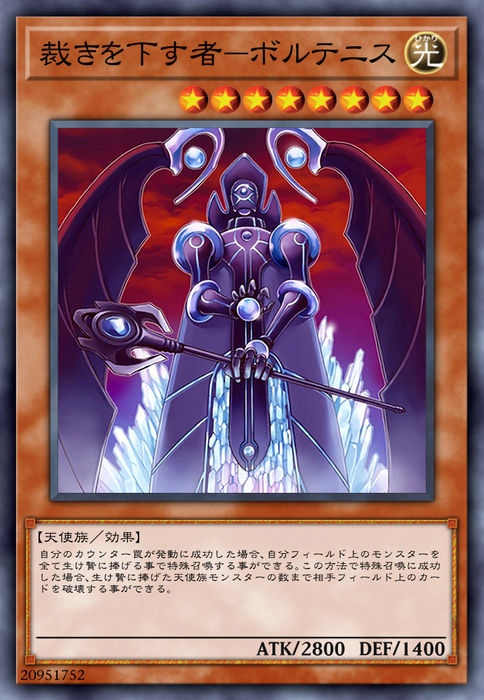 裁きを下す者－ボルテニス
ひかり
光
【天使族／効果】
自分のカウンター罠が発動に成功した場合、自分フィールド上のモンスターを
全て生け贄に捧げる事で特殊召喚する事ができる。この方法で特殊召喚に成功
した場合、生け贄に捧げた天使族モンスターの数まで相手フィールド上のカー
ドを破壊する事ができる。
ATK/2800 DEF/1400
20951752